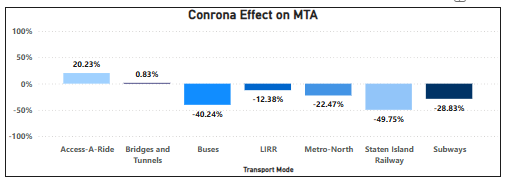 Conrona Effect on MTA
100%
50%
0%
-50%
-100%
20.23%
0.83%
-40.24%
-12.38%
-22.47%
-49.75%
-28.83%
Access-A-Ride
Bridges and
Tunnels
Buses
LIRR
Metro-North
Staten Island
Railway
Subways
Transport Mode